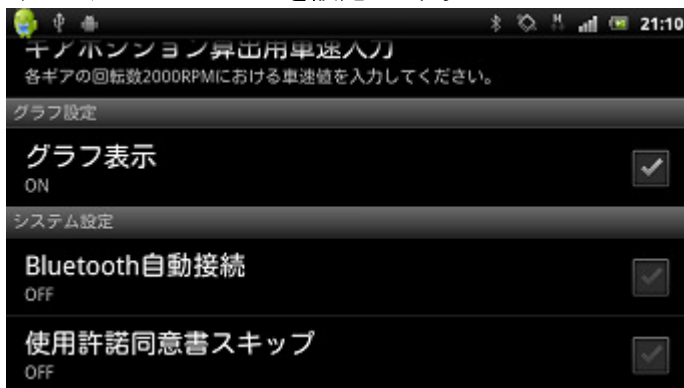 21:10
ギアポジション算出用車速入力
各ギアの回転数2000RPMにおける車速値を入力してください。
グラフ設定
グラフ表示
ON
システム設定
Bluetooth自動接続
OFF
使用許諾同意書スキップ
OFF